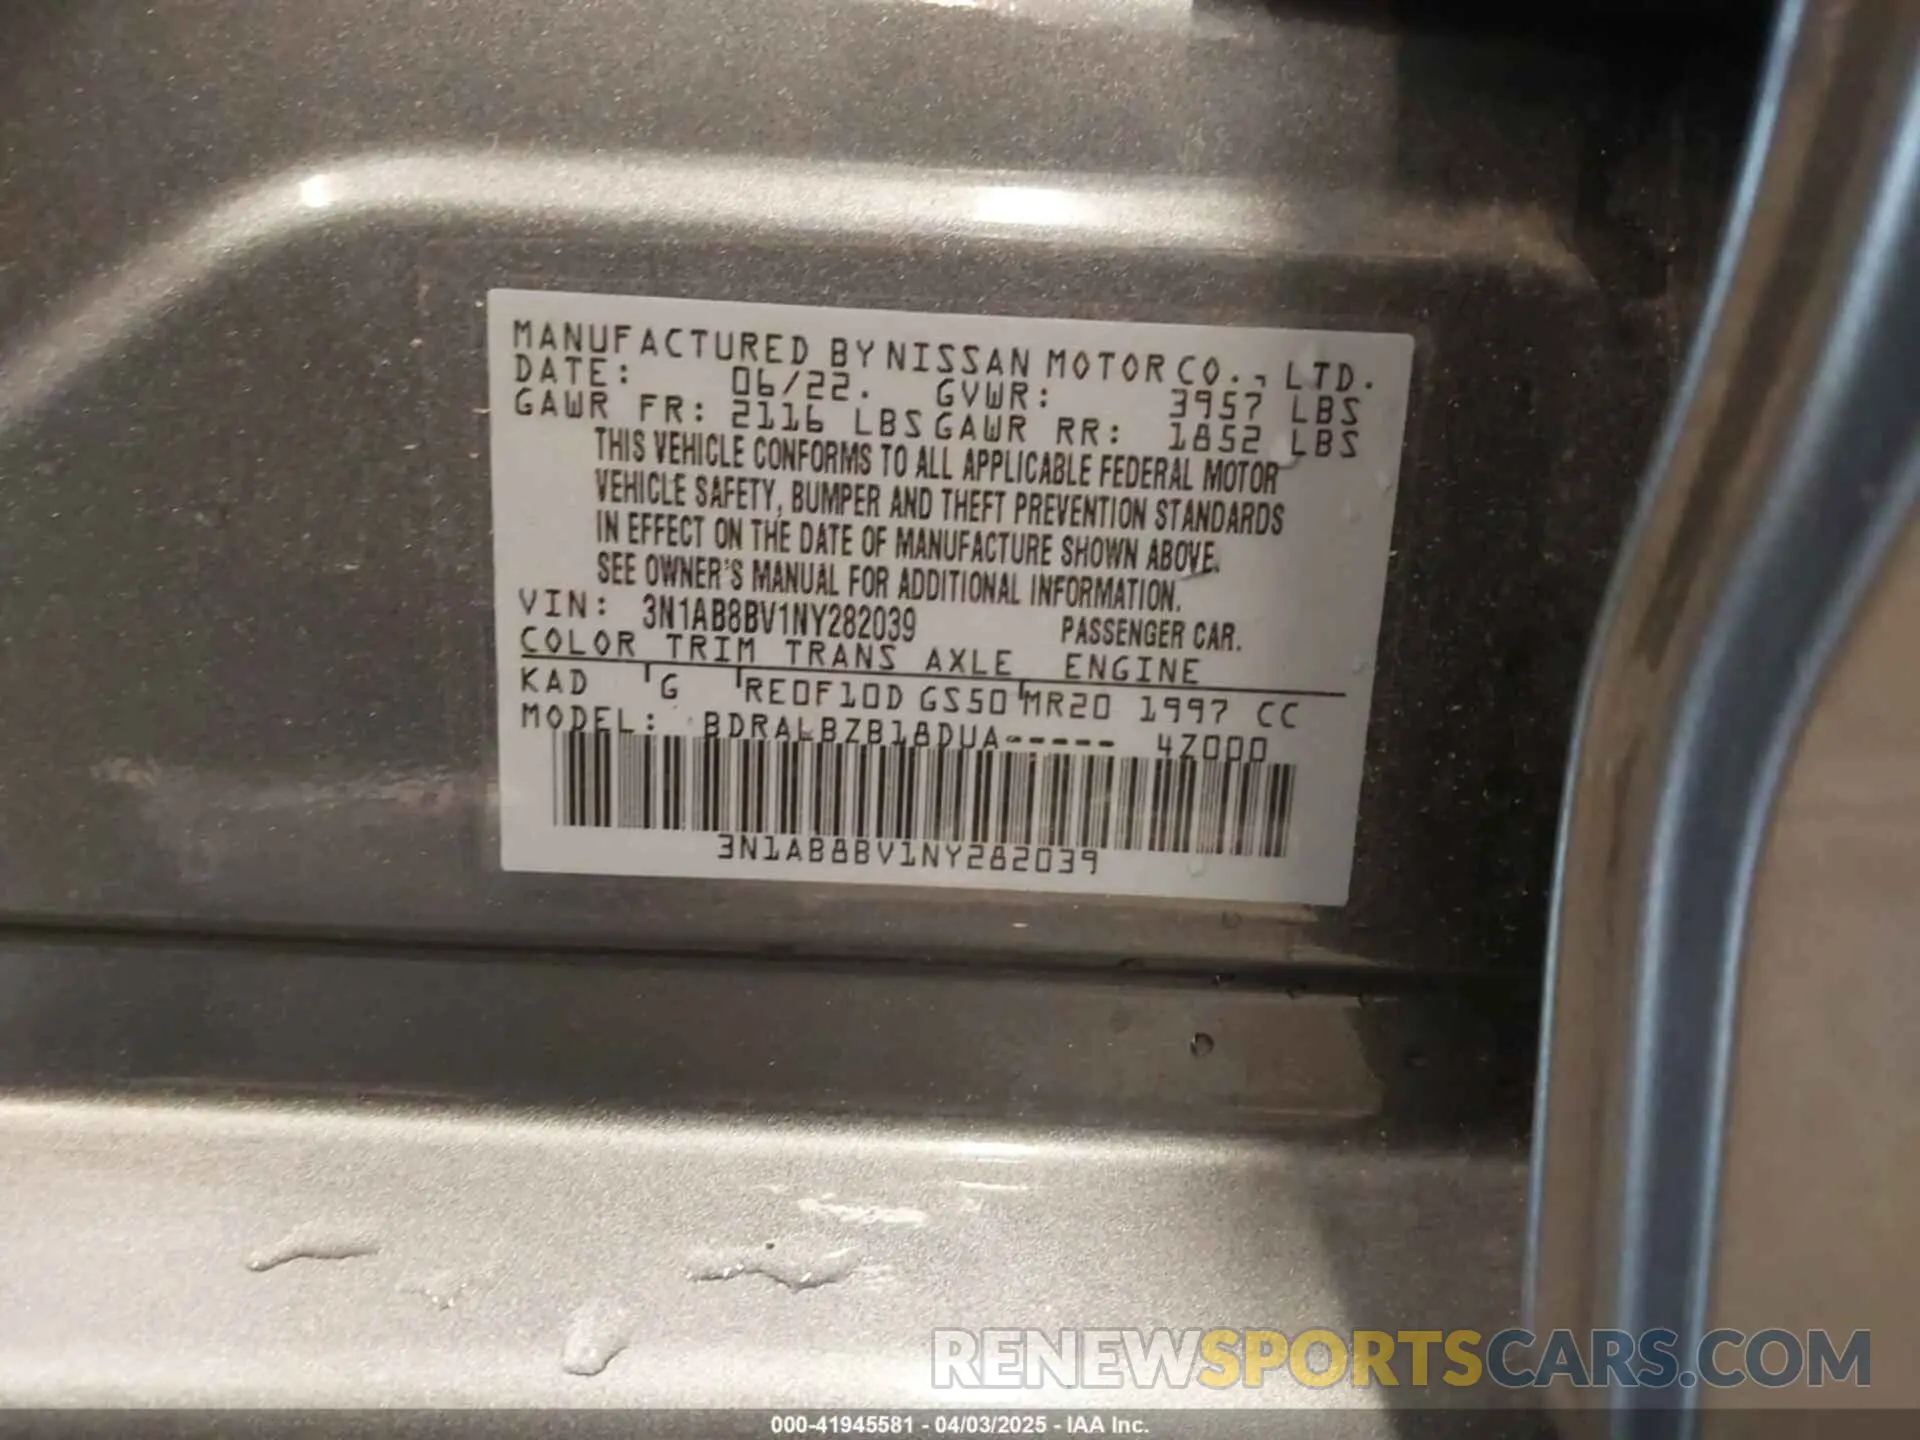 MANUFACTURED BY NISSAN MOTOR CO., LTD.
DATE: 06/22. GVWR: 3957 LBS
GAWR FR: 2116 LBS GAWR RR: 1852 LBS
THIS VEHICLE CONFORMS TO ALL APPLICABLE FEDERAL MOTOR
VEHICLE SAFETY, BUMPER AND THEFT PREVENTION STANDARDS
IN EFFECT ON THE DATE OF MANUFACTURE SHOWN ABOVE.
SEE OWNER'S MANUAL FOR ADDITIONAL INFORMATION.
VIN: 3N1AB8BV1NY282039 PASSENGER CAR.
COLOR TRIM TRANS AXLE ENGINE
KAD G RE0F10D GS50 MR20 1997 CC
MODEL: BDRALBZB18DUA----- 4Z000
3N1AB8BV1NY282039
RENEWSPORTSCARS.COM
000-41945581 - 04/03/2025 - IAA Inc.